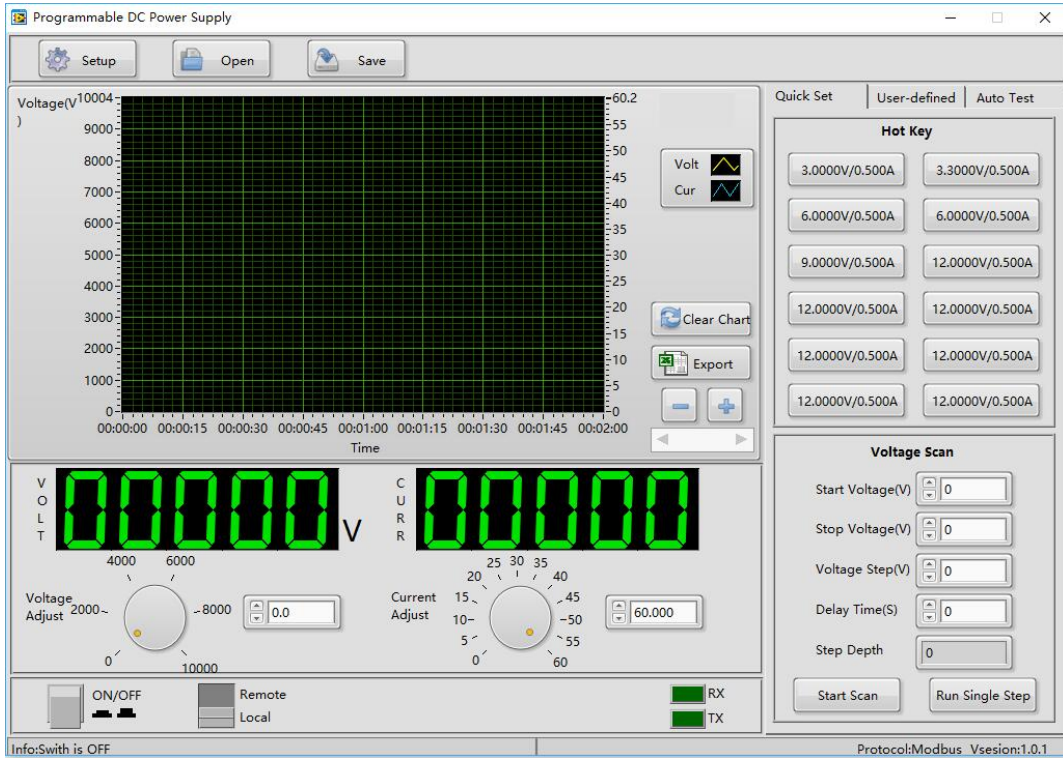 Programmable DC Power Supply
Setup Open Save
Voltage(V
)
10004
9000
8000
7000
6000
5000
4000
3000
2000
1000
0
60.2
55
50
45
40
35
30
25
20
15
10
5
0
00:00:00 00:00:15 00:00:30 00:00:45 00:01:00 00:01:15 00:01:30 00:01:45 00:02:00
Time
Volt
Cur
Clear Chart
Export
VOLT
00000 V
CURR
00000
Voltage
Adjust
0 2000 4000 6000 8000 10000
0.0
Current
Adjust
0 5 10 15 20 25 30 35 40 45 50 55 60
60.000
ON/OFF
Remote
Local
RX
TX
Quick Set User-defined Auto Test
Hot Key
3.0000V/0.500A 3.3000V/0.500A
6.0000V/0.500A 6.0000V/0.500A
9.0000V/0.500A 12.0000V/0.500A
12.0000V/0.500A 12.0000V/0.500A
12.0000V/0.500A 12.0000V/0.500A
12.0000V/0.500A 12.0000V/0.500A
Voltage Scan
Start Voltage(V) 0
Stop Voltage(V) 0
Voltage Step(V) 0
Delay Time(S) 0
Step Depth 0
Start Scan Run Single Step
Info:Swith is OFF
Protocol:Modbus Vsesion:1.0.1